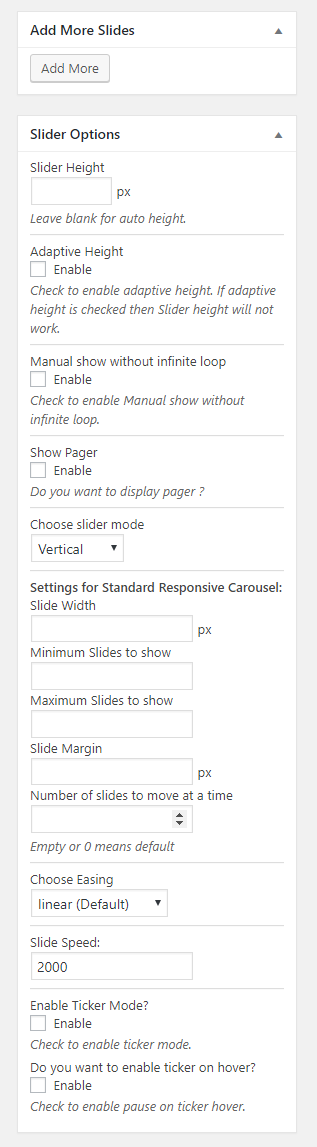 Add More Slides
Add More
Slider Options
Slider Height
px
Leave blank for auto height.
Adaptive Height
Enable
Check to enable adaptive height. If adaptive
height is checked then Slider height will not
work.
Manual show without infinite loop
Enable
Check to enable Manual show without
infinite loop.
Show Pager
Enable
Do you want to display pager ?
Choose slider mode
Vertical
Settings for Standard Responsive Carousel:
Slide Width
px
Minimum Slides to show
Maximum Slides to show
Slide Margin
px
Number of slides to move at a time
Empty or 0 means default
Choose Easing
linear (Default)
Slide Speed:
2000
Enable Ticker Mode?
Enable
Check to enable ticker mode.
Do you want to enable ticker on hover?
Enable
Check to enable pause on ticker hover.